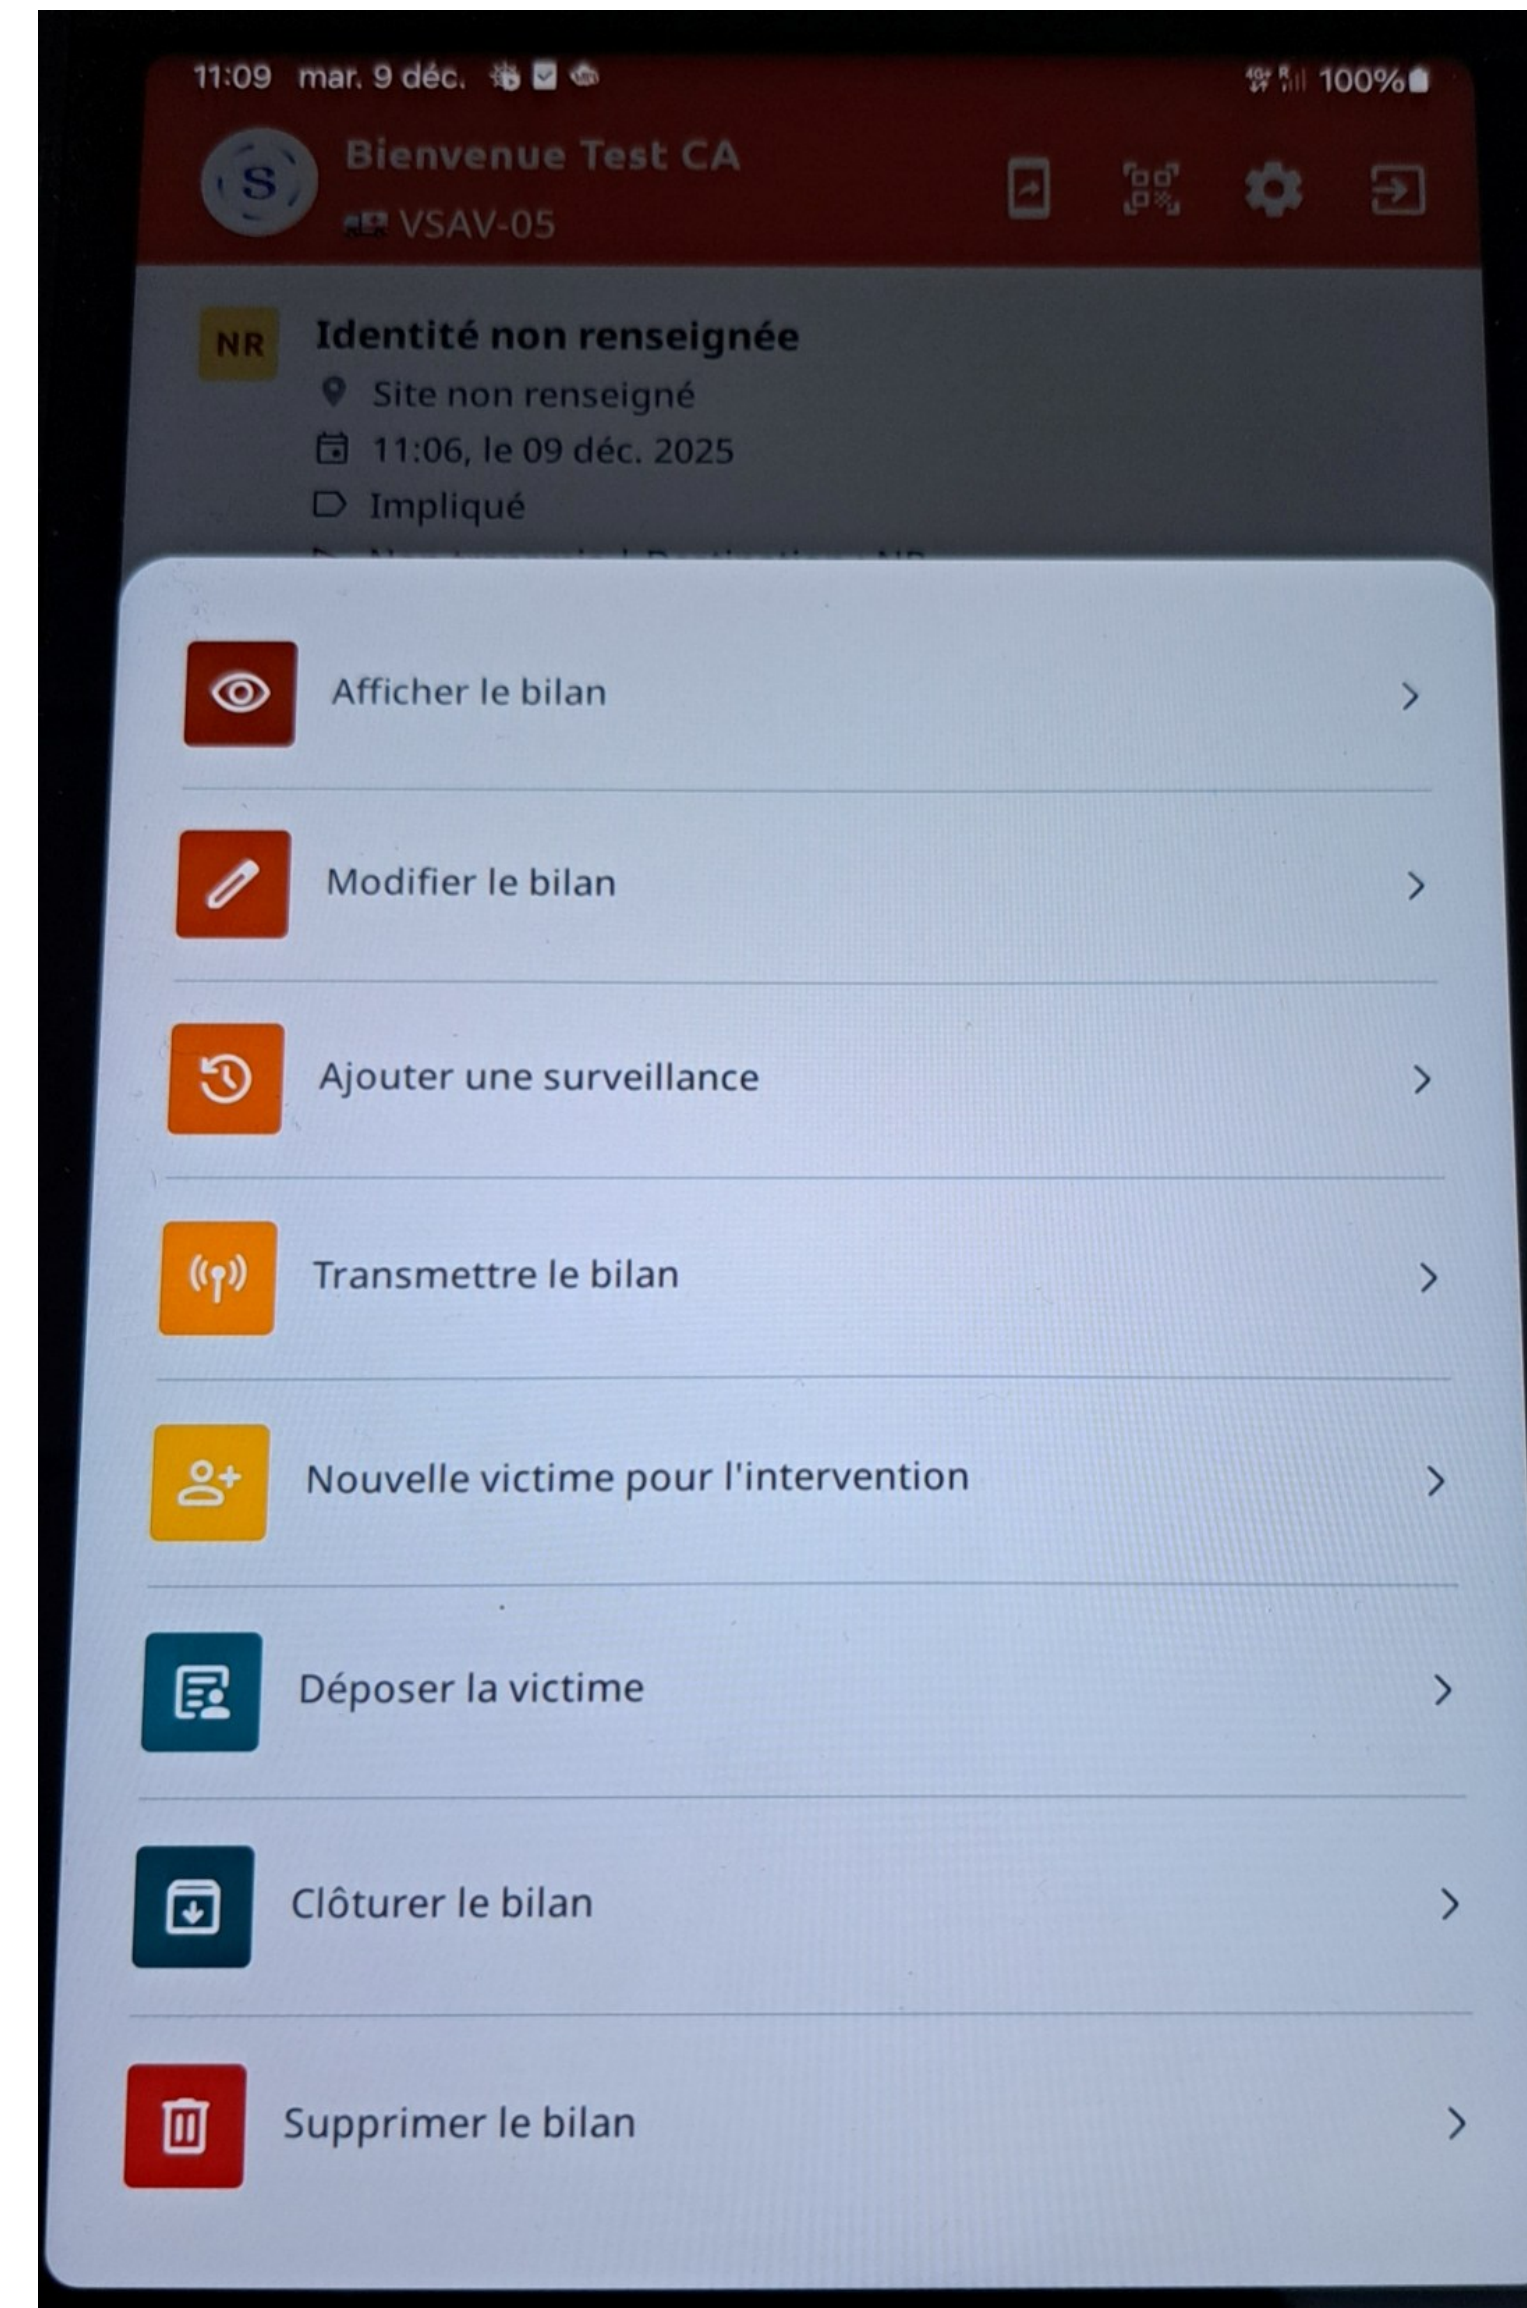 11:09 mar. 9 déc.
100%
S
Bienvenue Test CA
VSAV-05
NR
Identité non renseignée
Site non renseigné
11:06, le 09 déc. 2025
Impliqué
Afficher le bilan
Modifier le bilan
Ajouter une surveillance
Transmettre le bilan
Nouvelle victime pour l'intervention
Déposer la victime
Clôturer le bilan
Supprimer le bilan